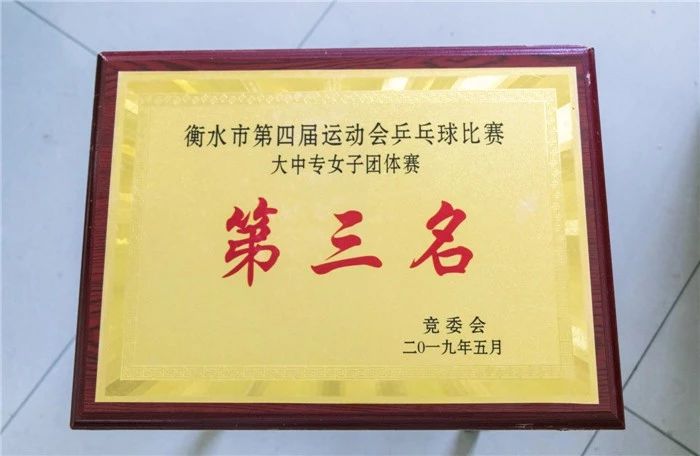 衡水市第四届运动会乒乓球比赛
大中专女子团体赛
第三名
竞委会
二0一九年五月